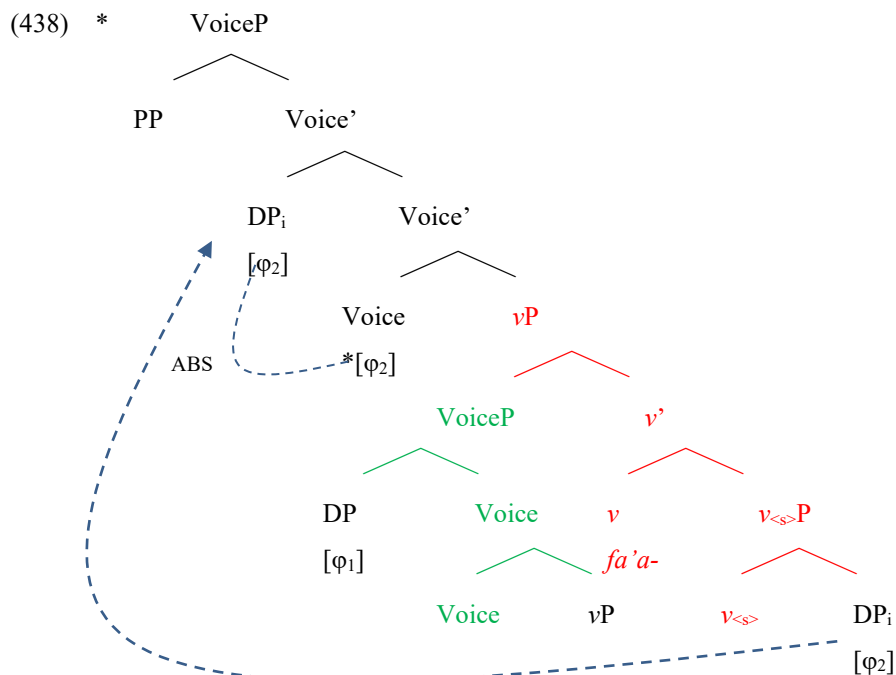 (438) * VoiceP
PP Voice’
DPᵢ Voice’
[φ₂]
Voice vP
ABS *[φ₂]
VoiceP v’
DP Voice v v<s>P
[φ₁] fa’a-
Voice vP v<s> DPᵢ
[φ₂]